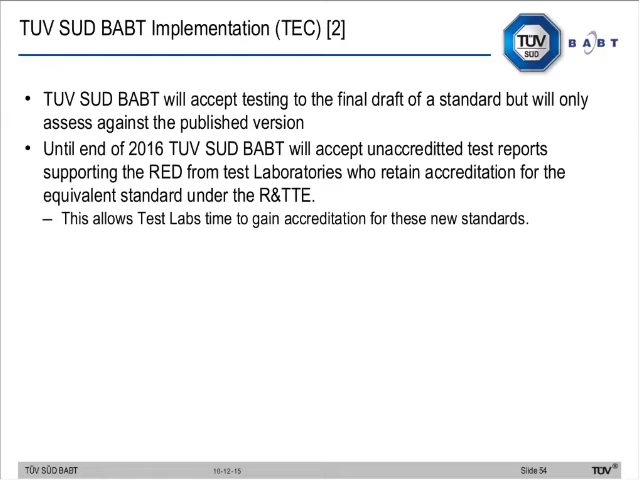 TUV SUD BABT Implementation (TEC) [2]
TÜV
SÜD
BABT
• TUV SUD BABT will accept testing to the final draft of a standard but will only
assess against the published version
• Until end of 2016 TUV SUD BABT will accept unaccreditted test reports
supporting the RED from test Laboratories who retain accreditation for the
equivalent standard under the R&TTE.
– This allows Test Labs time to gain accreditation for these new standards.
TÜV SÜD BABT 10-12-15 Slide 54 TÜV®